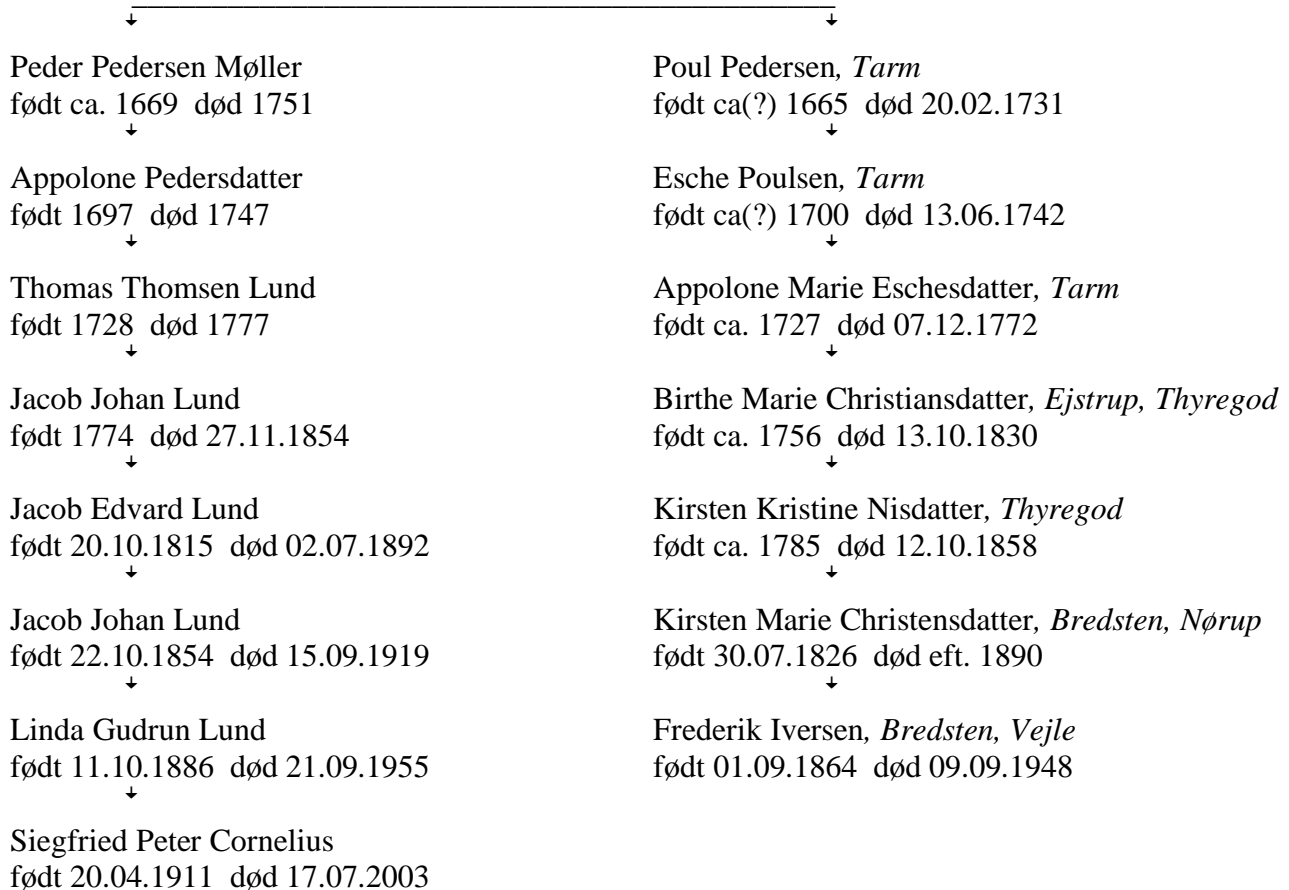 Peder Pedersen Møller
født ca. 1669 død 1751
Appolone Pedersdatter
født 1697 død 1747
Thomas Thomsen Lund
født 1728 død 1777
Jacob Johan Lund
født 1774 død 27.11.1854
Jacob Edvard Lund
født 20.10.1815 død 02.07.1892
Jacob Johan Lund
født 22.10.1854 død 15.09.1919
Linda Gudrun Lund
født 11.10.1886 død 21.09.1955
Siegfried Peter Cornelius
født 20.04.1911 død 17.07.2003
Poul Pedersen, Tarm
født ca(?) 1665 død 20.02.1731
Esche Poulsen, Tarm
født ca(?) 1700 død 13.06.1742
Appolone Marie Eschesdatter, Tarm
født ca. 1727 død 07.12.1772
Birthe Marie Christiansdatter, Ejstrup, Thyregod
født ca. 1756 død 13.10.1830
Kirsten Kristine Nisdatter, Thyregod
født ca. 1785 død 12.10.1858
Kirsten Marie Christensdatter, Bredsten, Nørup
født 30.07.1826 død eft. 1890
Frederik Iversen, Bredsten, Vejle
født 01.09.1864 død 09.09.1948